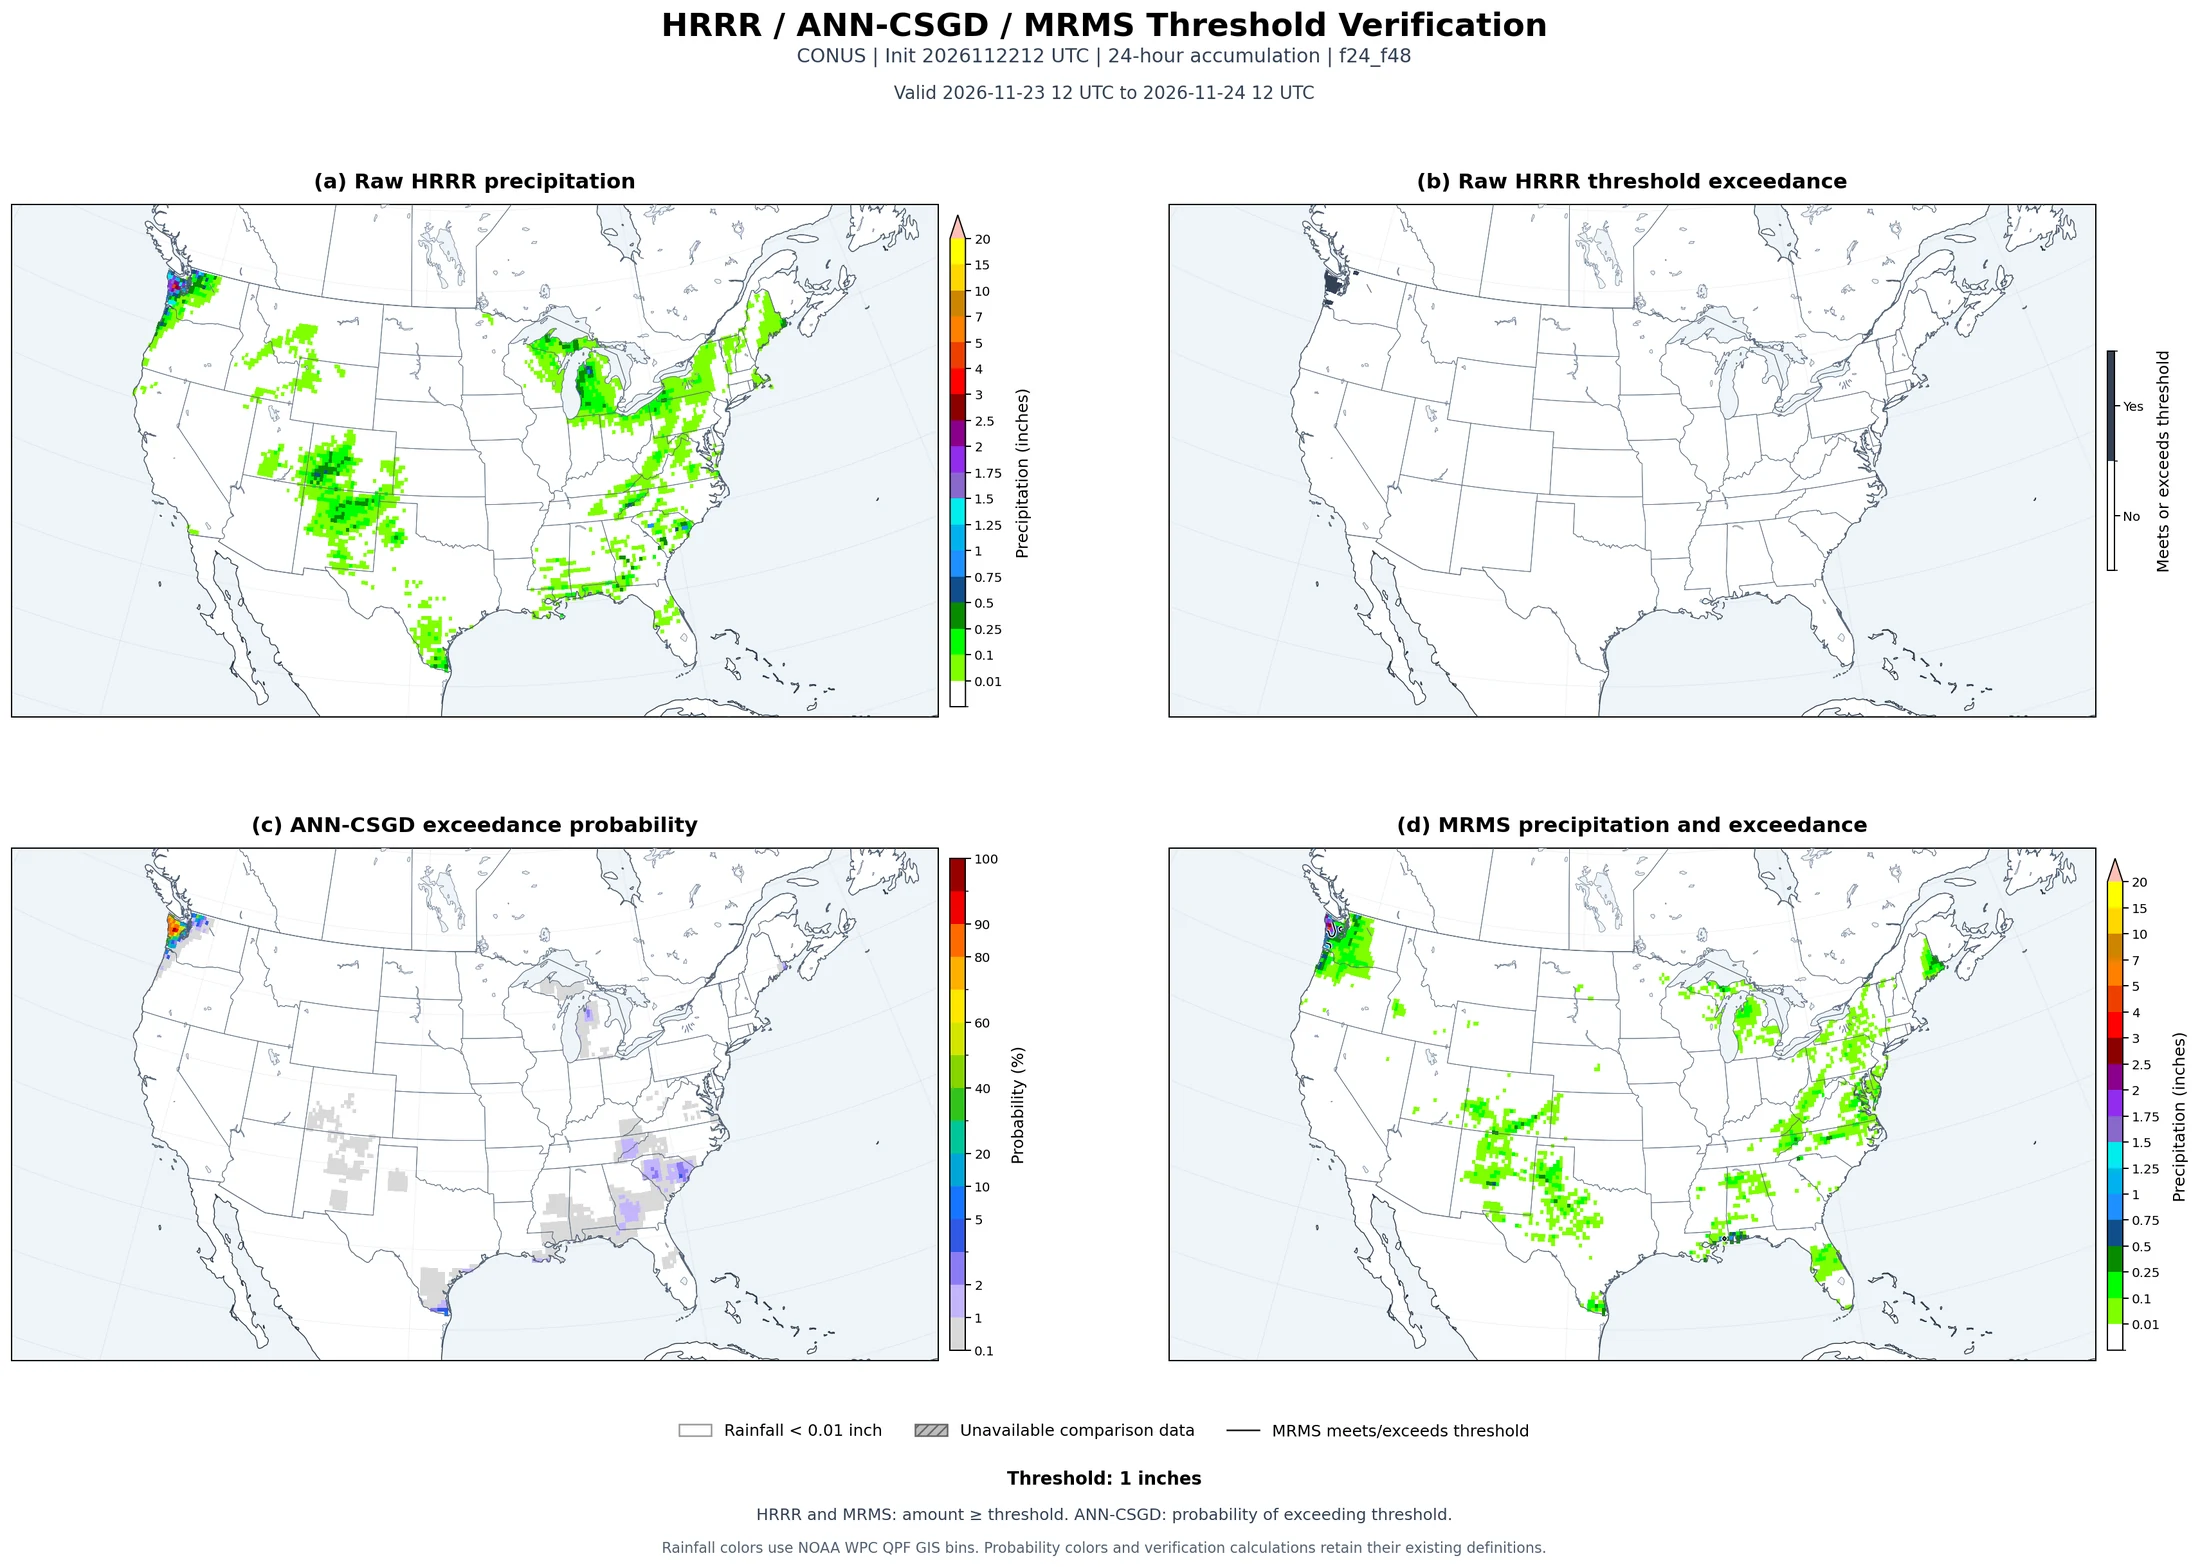 HRRR / ANN-CSGD / MRMS Threshold Verification
CONUS | Init 2026112212 UTC | 24-hour accumulation | f24_f48
Valid 2026-11-23 12 UTC to 2026-11-24 12 UTC
(a) Raw HRRR precipitation
20
15
10
7
5
4
3
2.5
2
1.75
1.5
1.25
1
0.75
0.5
0.25
0.1
0.01
Precipitation (inches)
(b) Raw HRRR threshold exceedance
Yes
No
Meets or exceeds threshold
(c) ANN-CSGD exceedance probability
100
90
80
60
40
20
10
5
2
1
0.1
Probability (%)
(d) MRMS precipitation and exceedance
20
15
10
7
5
4
3
2.5
2
1.75
1.5
1.25
1
0.75
0.5
0.25
0.1
0.01
Precipitation (inches)
Rainfall < 0.01 inch
Unavailable comparison data
MRMS meets/exceeds threshold
Threshold: 1 inches
HRRR and MRMS: amount ≥ threshold. ANN-CSGD: probability of exceeding threshold.
Rainfall colors use NOAA WPC QPF GIS bins. Probability colors and verification calculations retain their existing definitions.